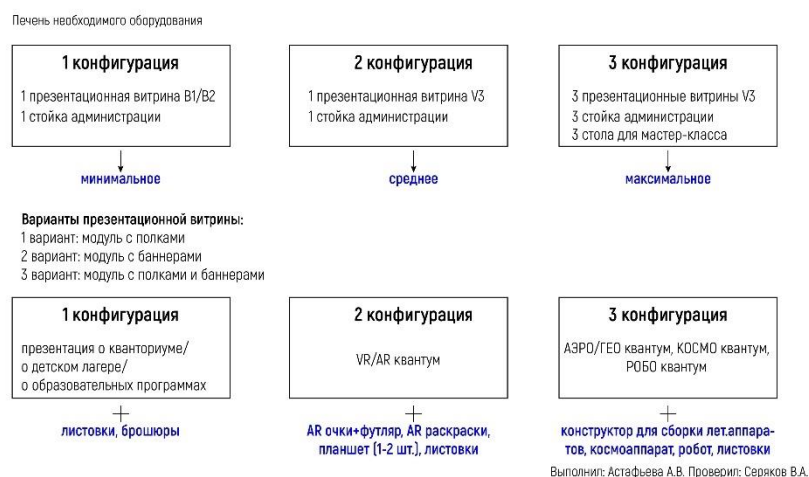 Печень необходимого оборудования
1 конфигурация
1 презентационная витрина В1/В2
1 стойка администрации
минимальное
2 конфигурация
1 презентационная витрина V3
1 стойка администрации
среднее
3 конфигурация
3 презентационные витрины V3
3 стойка администрации
3 стола для мастер-класса
максимальное
Варианты презентационной витрины:
1 вариант: модуль с полками
2 вариант: модуль с баннерами
3 вариант: модуль с полками и баннерами
1 конфигурация
презентация о кванториуме/
о детском лагере/
о образовательных программах
листовки, брошюры
2 конфигурация
VR/AR квантум
AR очки+футляр, AR раскраски,
планшет (1-2 шт.), листовки
3 конфигурация
АЭРО/ГЕО квантум, КОСМО квантум,
РОБО квантум
конструктор для сборки лет.аппара-
тов, космоаппарат, робот, листовки
Выполнил: Астафьева А.В. Проверил: Серяков В.А.